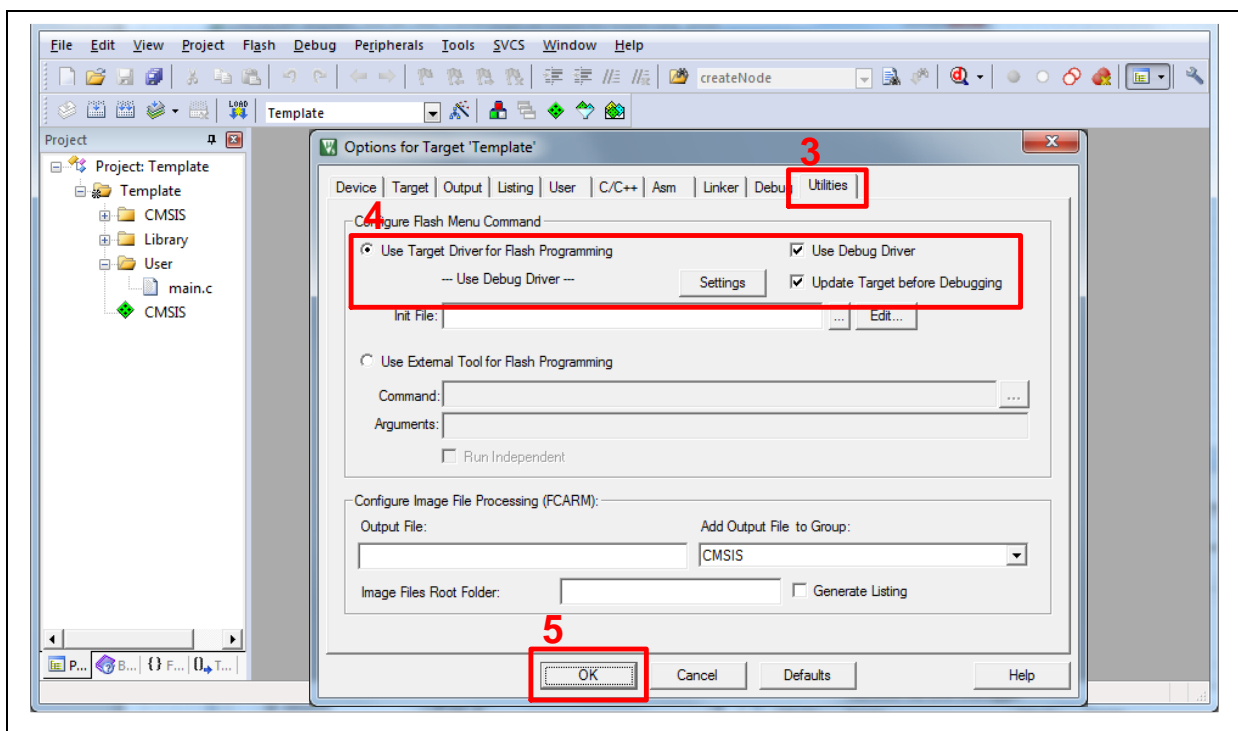 File Edit View Project Flash Debug Peripherals Tools SVCS Window Help
createNode
LOAD Template
Project
Project: Template
Template
CMSIS
Library
User
main.c
CMSIS
P... B... {} F... 0 T...
Options for Target 'Template'
3
Device Target Output Listing User C/C++ Asm Linker Debug Utilities
4
Configure Flash Menu Command
Use Target Driver for Flash Programming Use Debug Driver
--- Use Debug Driver --- Settings Update Target before Debugging
Init File: ... Edit...
Use External Tool for Flash Programming
Command: ...
Arguments:
Run Independent
Configure Image File Processing (FCARM):
Output File: Add Output File to Group:
CMSIS
Image Files Root Folder: Generate Listing
5
OK Cancel Defaults Help